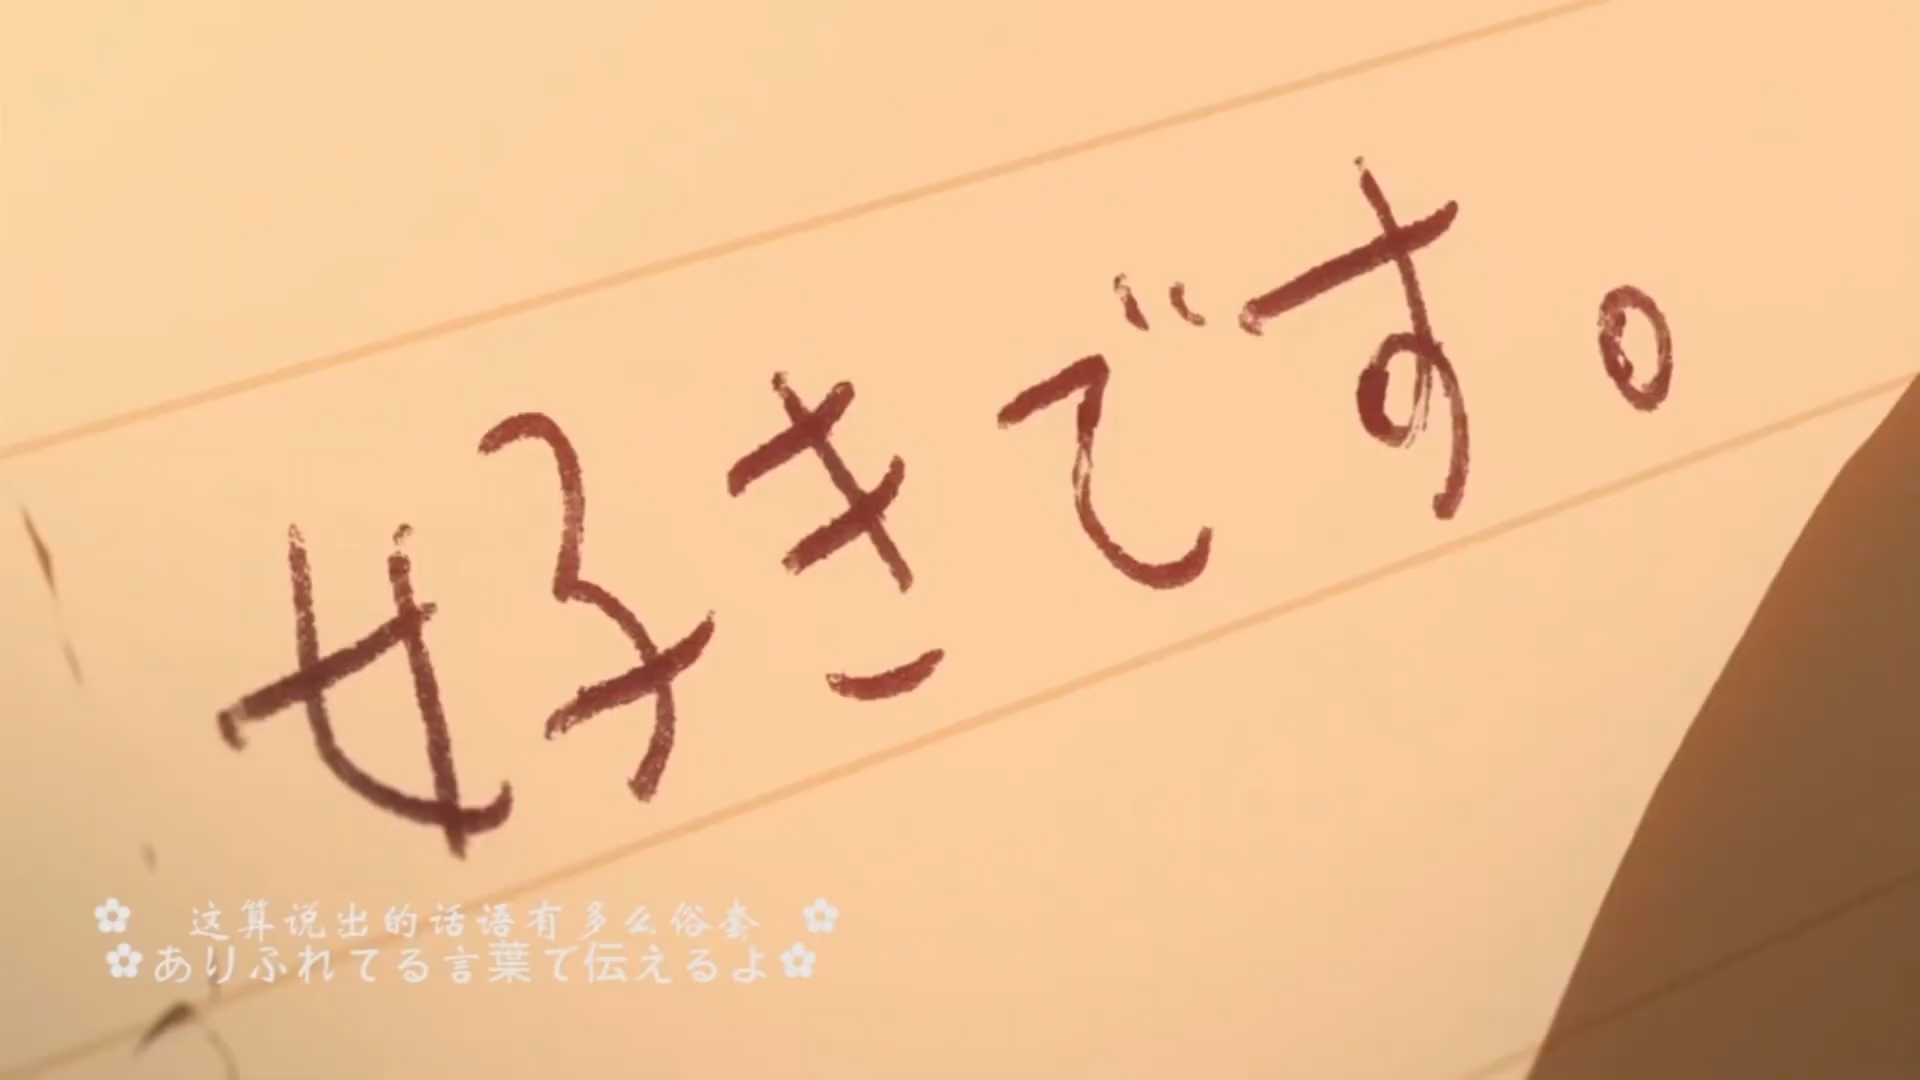 好きです。
这算说出的话语有多么俗套
ありふれてる言葉で伝えるよ